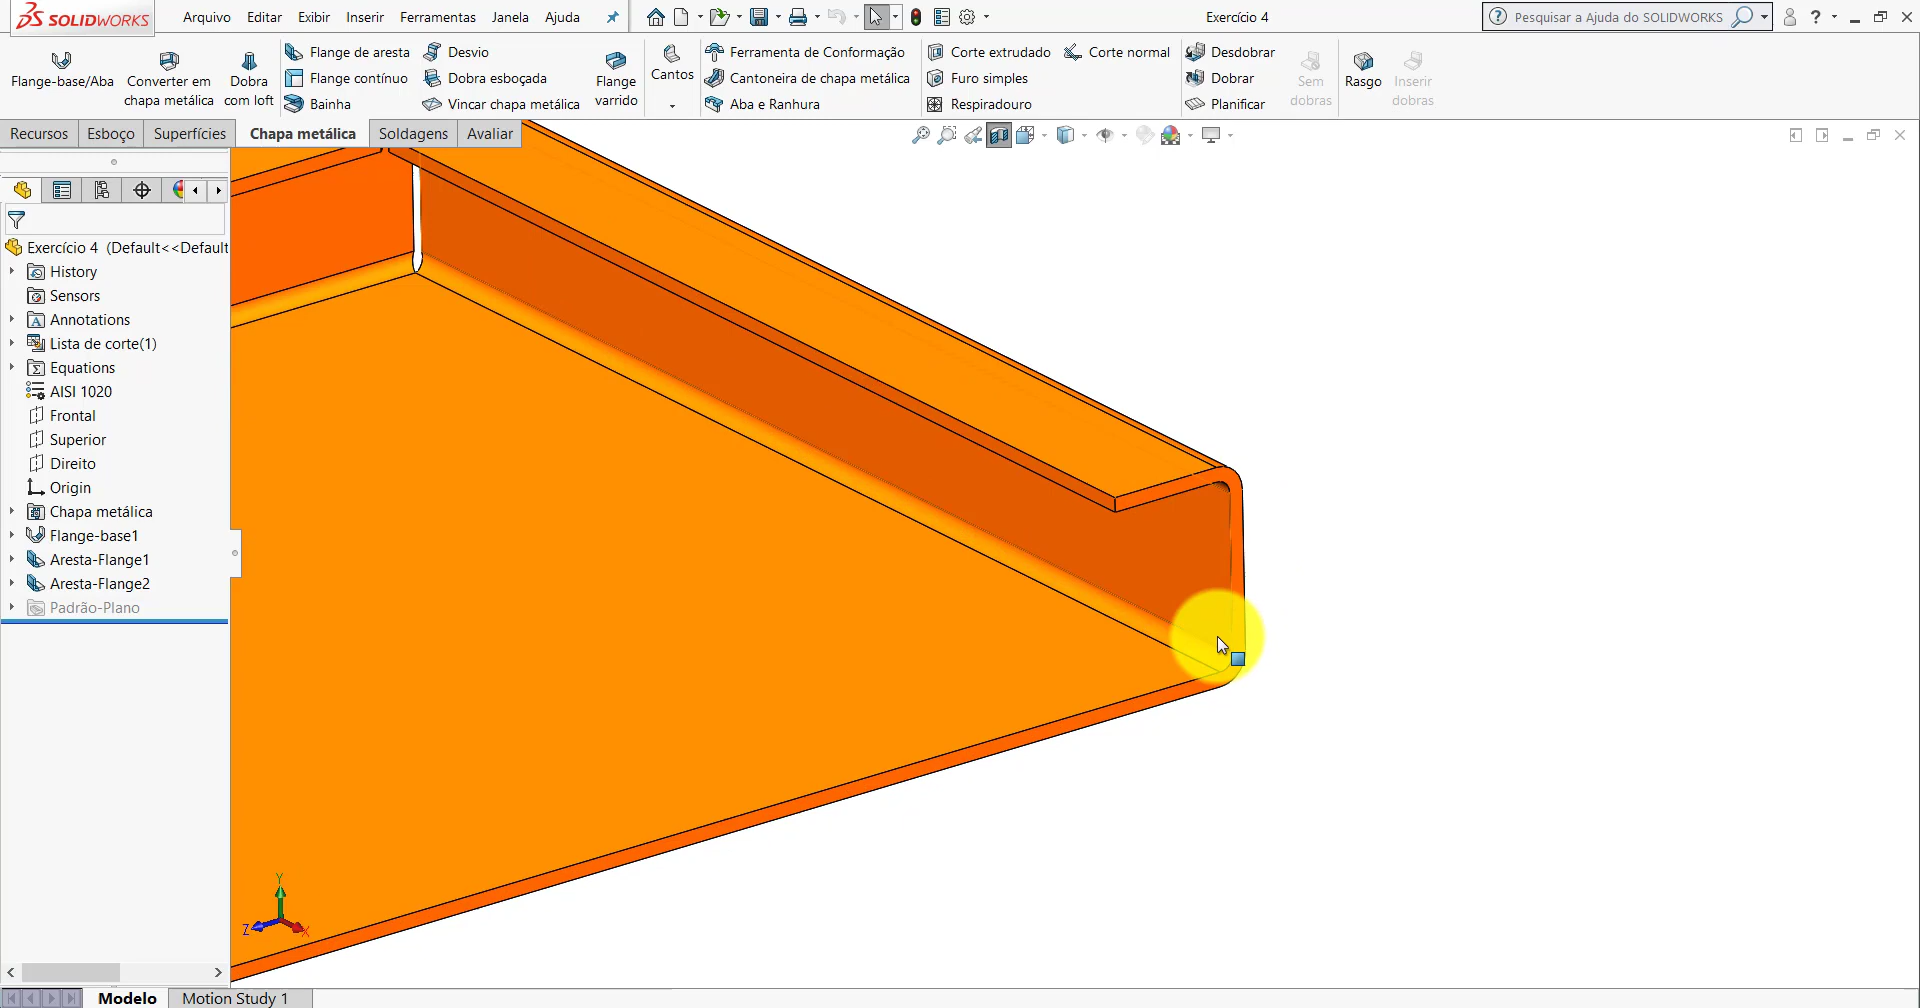 SOLIDWORKS Arquivo Editar Exibir Inserir Ferramentas Janela Ajuda Exercício 4 Pesquisar a Ajuda do SOLIDWORKS
Flange-base/Aba
Converter em
chapa metálica
Dobra
com loft
Flange de aresta
Flange contínuo
Bainha
Desvio
Dobra esboçada
Vincar chapa metálica
Flange
varrido
Cantos
Ferramenta de Conformação
Cantoneira de chapa metálica
Aba e Ranhura
Corte extrudado
Furo simples
Respiradouro
Corte normal
Desdobrar
Dobrar
Planificar
Sem
dobras
Rasgo
Inserir
dobras
Recursos Esboço Superfícies Chapa metálica Soldagens Avaliar
Exercício 4 (Default<<Default
History
Sensors
Annotations
Lista de corte(1)
Equations
AISI 1020
Frontal
Superior
Direito
Origin
Chapa metálica
Flange-base1
Aresta-Flange1
Aresta-Flange2
Padrão-Plano
Y
Z X
Modelo Motion Study 1